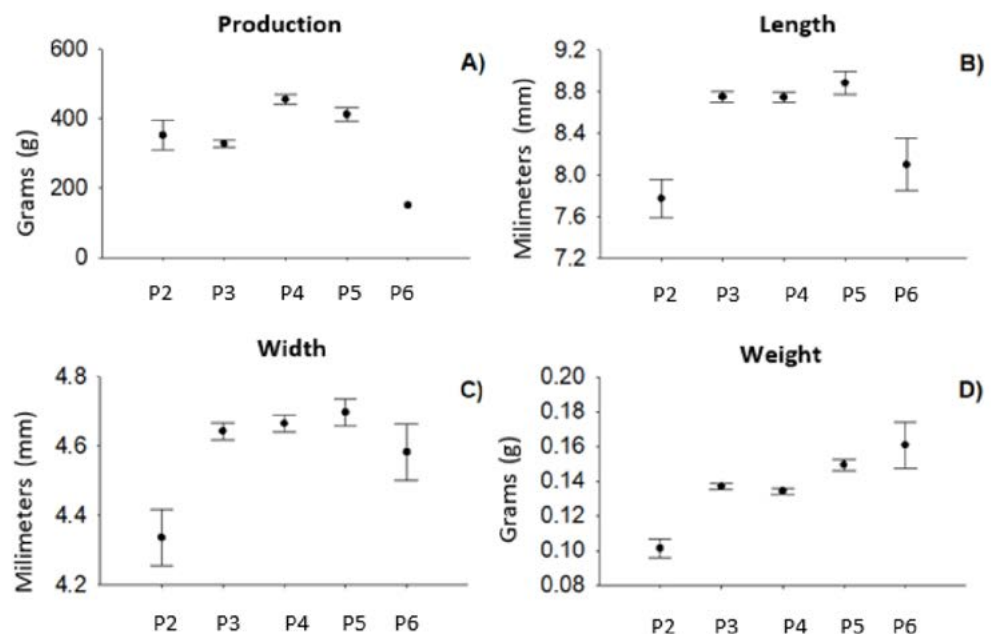 Production
A)
Grams (g)
600
400
200
0
P2 P3 P4 P5 P6
Length
B)
Milimeters (mm)
9.2
8.8
8.4
8.0
7.6
7.2
P2 P3 P4 P5 P6
Width
C)
Milimeters (mm)
4.8
4.6
4.4
4.2
P2 P3 P4 P5 P6
Weight
D)
Grams (g)
0.20
0.18
0.16
0.14
0.12
0.10
0.08
P2 P3 P4 P5 P6